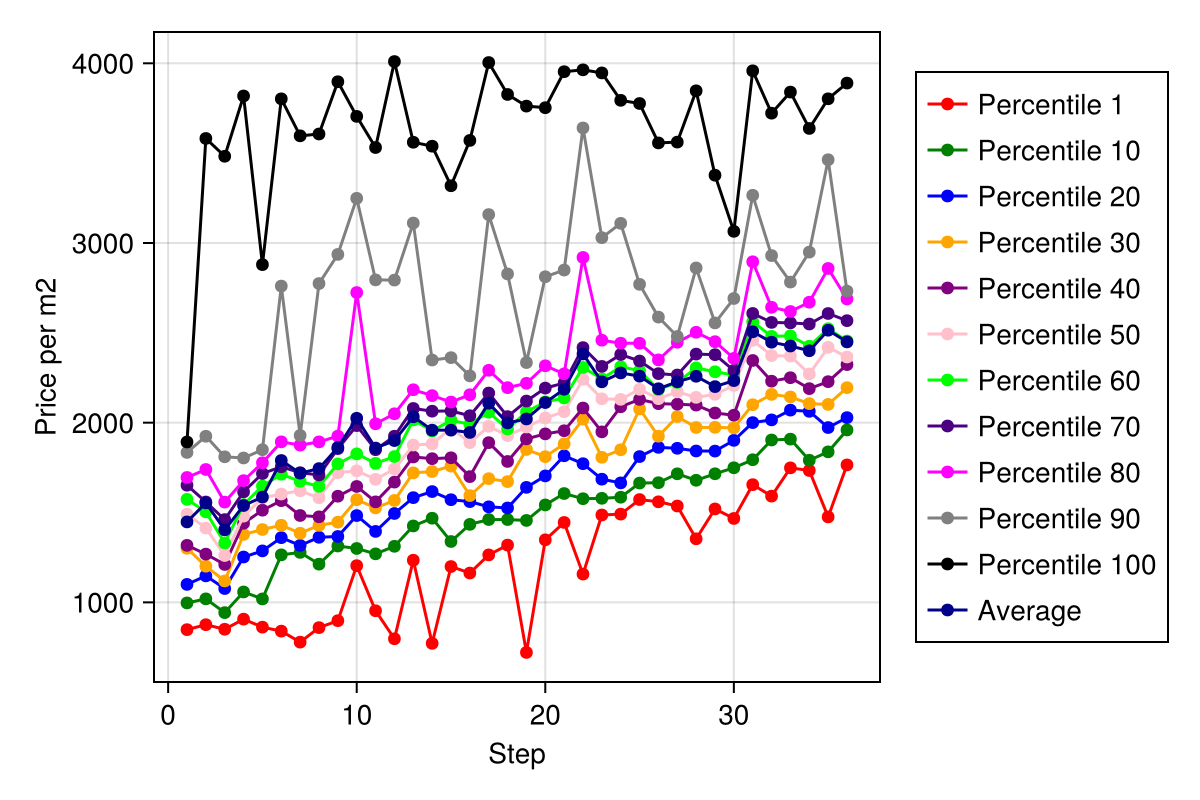 4000
3000
2000
1000
Price per m2
0 10 20 30
Step
Percentile 1
Percentile 10
Percentile 20
Percentile 30
Percentile 40
Percentile 50
Percentile 60
Percentile 70
Percentile 80
Percentile 90
Percentile 100
Average